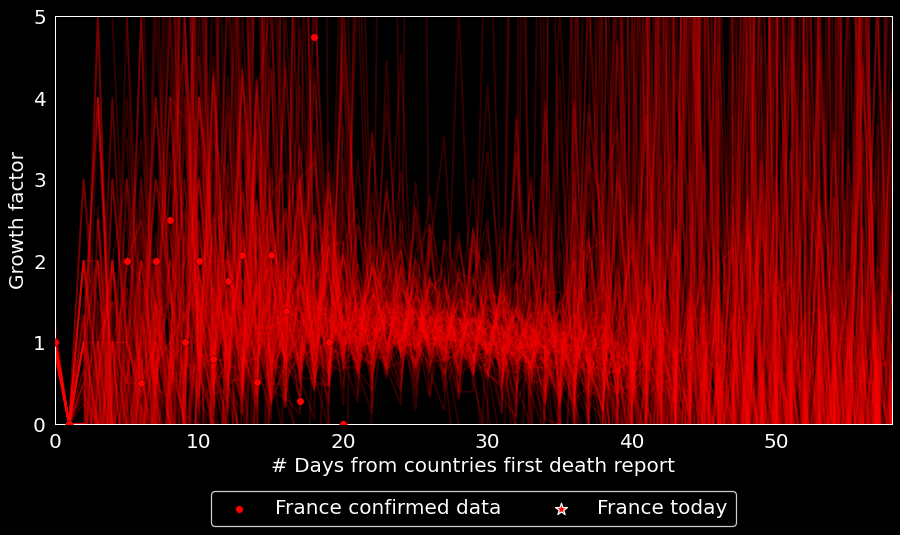 5
4
3
2
1
0
Growth factor
0 10 20 30 40 50
# Days from countries first death report
France confirmed data France today